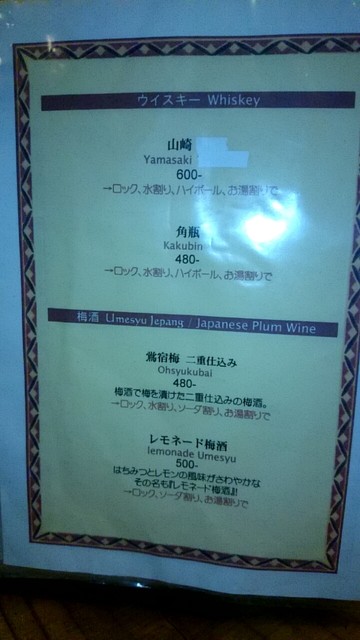 ウイスキー Whiskey
山崎
Yamasaki
600-
→ロック、水割り、ハイボール、お湯割りで
角瓶
Kakubin
480-
→ロック、水割り、ハイボール、お湯割りで
梅酒 Umesyu Jepang / Japanese Plum Wine
鶯宿梅 二重仕込み
Ohsyukubai
480-
梅酒で梅を漬けた二重仕込みの梅酒。
→ロック、水割り、ソーダ割り、お湯割りで
レモネード梅酒
lemonade Umesyu
500-
はちみつとレモンの風味がさわやかな
その名もレモネード梅酒♪!
→ロック、ソーダ割り、お湯割りで